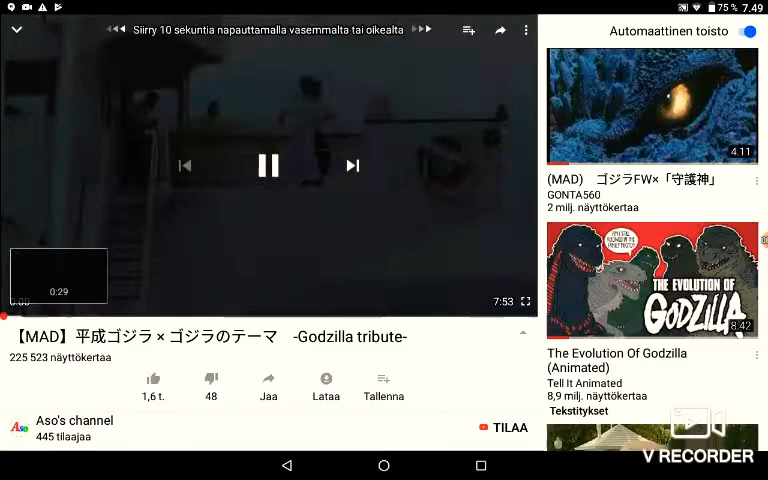 75 % 7.49
Siirry 10 sekuntia napauttamalla vasemmalta tai oikealta
Automaattinen toisto
0:29
0:00
7:53
【MAD】平成ゴジラ × ゴジラのテーマ　-Godzilla tribute-
225 523 näyttökertaa
1,6 t.
48
Jaa
Lataa
Tallenna
Aso
Aso's channel
445 tilaajaa
TILAA
4.11
(MAD)　ゴジラFW×「守護神」
GONTA560
2 milj. näyttökertaa
THE EVOLUTION OF
GODZILLA
8.42
The Evolution Of Godzilla
(Animated)
Tell It Animated
8,9 milj. näyttökertaa
Tekstitykset
V RECORDER